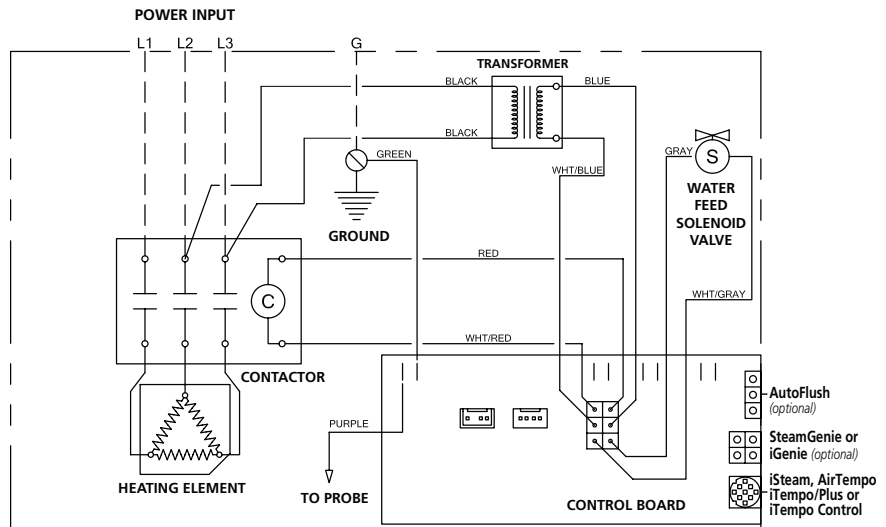 POWER INPUT
L1 L2 L3 G
TRANSFORMER
BLACK
BLUE
BLACK
GREEN
GRAY
S
WHT/BLUE
WATER
FEED
SOLENOID
VALVE
GROUND
RED
C
WHT/GRAY
WHT/RED
CONTACTOR
AutoFlush
(optional)
PURPLE
SteamGenie or
iGenie (optional)
HEATING ELEMENT
TO PROBE
CONTROL BOARD
iSteam, AirTempo
iTempo/Plus or
iTempo Control